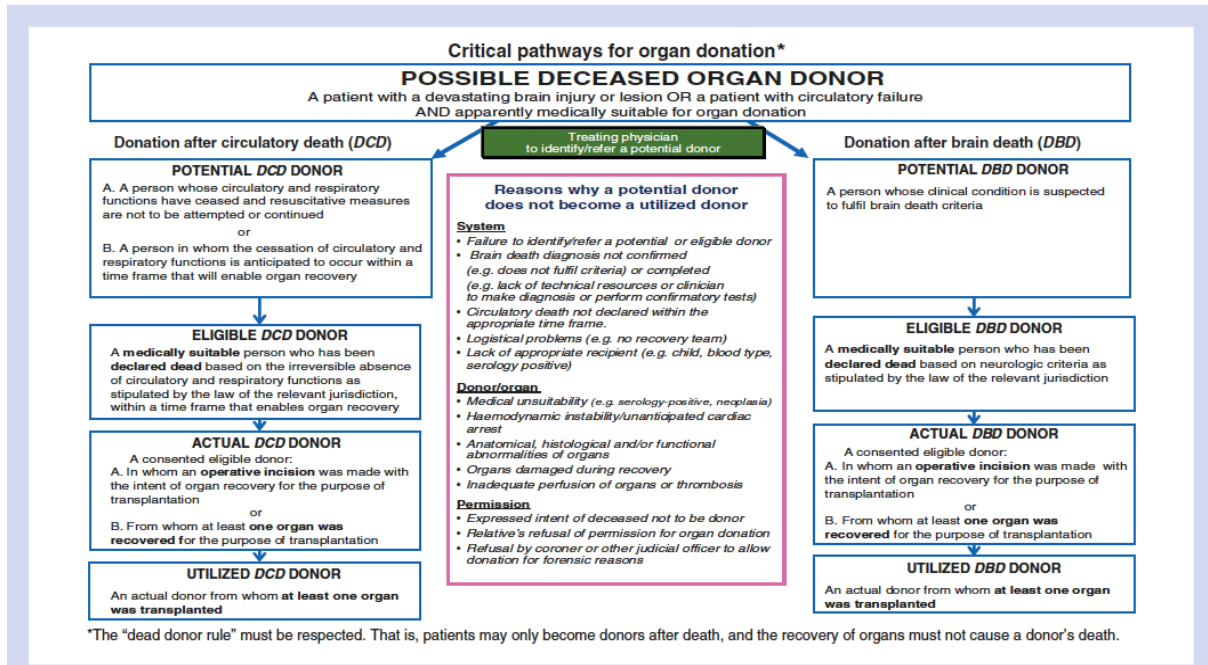 Critical pathways for organ donation*
POSSIBLE DECEASED ORGAN DONOR
A patient with a devastating brain injury or lesion OR a patient with circulatory failure
AND apparently medically suitable for organ donation
Treating physician
to identify/refer a potential donor
Donation after circulatory death (DCD)
POTENTIAL DCD DONOR
A. A person whose circulatory and respiratory
functions have ceased and resuscitative measures
are not to be attempted or continued
or
B. A person in whom the cessation of circulatory and
respiratory functions is anticipated to occur within a
time frame that will enable organ recovery
ELIGIBLE DCD DONOR
A medically suitable person who has been
declared dead based on the irreversible absence
of circulatory and respiratory functions as
stipulated by the law of the relevant jurisdiction,
within a time frame that enables organ recovery
ACTUAL DCD DONOR
A consented eligible donor:
A. In whom an operative incision was made with
the intent of organ recovery for the purpose of
transplantation
or
B. From whom at least one organ was
recovered for the purpose of transplantation
UTILIZED DCD DONOR
An actual donor from whom at least one organ
was transplanted
Reasons why a potential donor
does not become a utilized donor
System
• Failure to identify/refer a potential or eligible donor
• Brain death diagnosis not confirmed
(e.g. does not fulfil criteria) or completed
(e.g. lack of technical resources or clinician
to make diagnosis or perform confirmatory tests)
• Circulatory death not declared within the
appropriate time frame.
• Logistical problems (e.g. no recovery team)
• Lack of appropriate recipient (e.g. child, blood type,
serology positive)
Donor/organ
• Medical unsuitability (e.g. serology-positive, neoplasia)
• Haemodynamic instability/unanticipated cardiac
arrest
• Anatomical, histological and/or functional
abnormalities of organs
• Organs damaged during recovery
• Inadequate perfusion of organs or thrombosis
Permission
• Expressed intent of deceased not to be donor
• Relative's refusal of permission for organ donation
• Refusal by coroner or other judicial officer to allow
donation for forensic reasons
Donation after brain death (DBD)
POTENTIAL DBD DONOR
A person whose clinical condition is suspected
to fulfil brain death criteria
ELIGIBLE DBD DONOR
A medically suitable person who has been
declared dead based on neurologic criteria as
stipulated by the law of the relevant jurisdiction
ACTUAL DBD DONOR
A consented eligible donor:
A. In whom an operative incision was made with
the intent of organ recovery for the purpose of
transplantation
or
B. From whom at least one organ was
recovered for the purpose of transplantation
UTILIZED DBD DONOR
An actual donor from whom at least one organ
was transplanted
*The “dead donor rule” must be respected. That is, patients may only become donors after death, and the recovery of organs must not cause a donor's death.